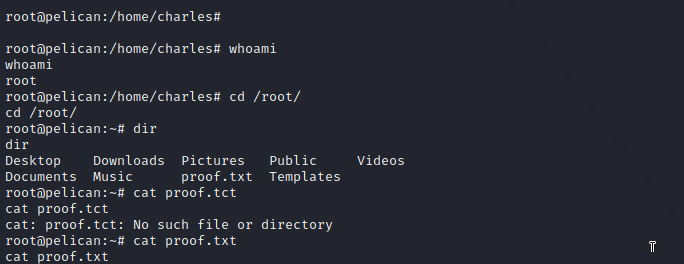 root@pelican:/home/charles#
root@pelican:/home/charles# whoami
whoami
root
root@pelican:/home/charles# cd /root/
cd /root/
root@pelican:~# dir
dir
Desktop    Downloads  Pictures   Public     Videos
Documents  Music      proof.txt  Templates
root@pelican:~# cat proof.tct
cat proof.tct
cat: proof.tct: No such file or directory
root@pelican:~# cat proof.txt
cat proof.txt